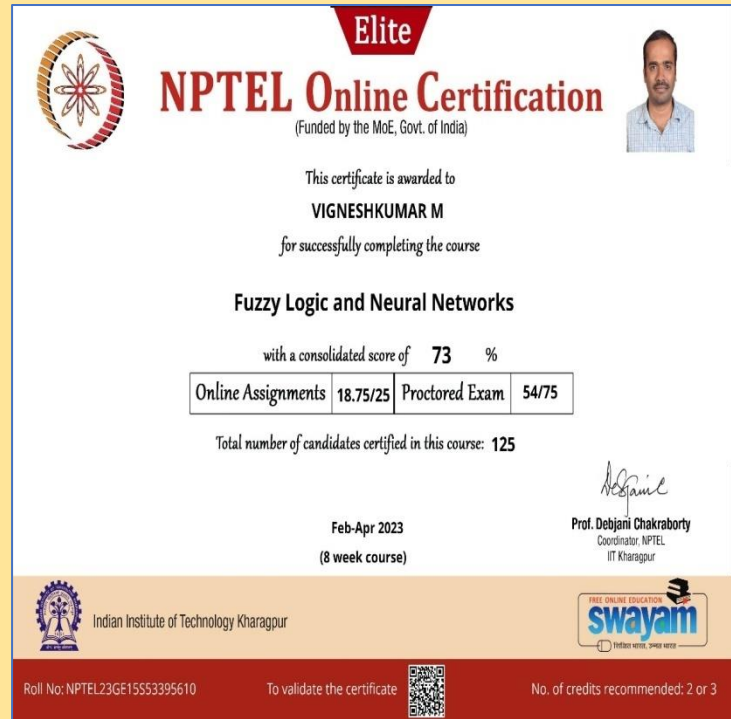 Elite
NPTEL Online Certification
(Funded by the MoE, Govt. of India)
This certificate is awarded to
VIGNESHKUMAR M
for successfully completing the course
Fuzzy Logic and Neural Networks
with a consolidated score of 73 %
Online Assignments 18.75/25 Proctored Exam 54/75
Total number of candidates certified in this course: 125
Feb-Apr 2023
(8 week course)
Prof. Debjani Chakraborty
Coordinator, NPTEL
IIT Kharagpur
Indian Institute of Technology Kharagpur
FREE ONLINE EDUCATION
swayam
शिक्षित भारत, उन्नत भारत
Roll No: NPTEL23GE15S53395610
To validate the certificate
No. of credits recommended: 2 or 3